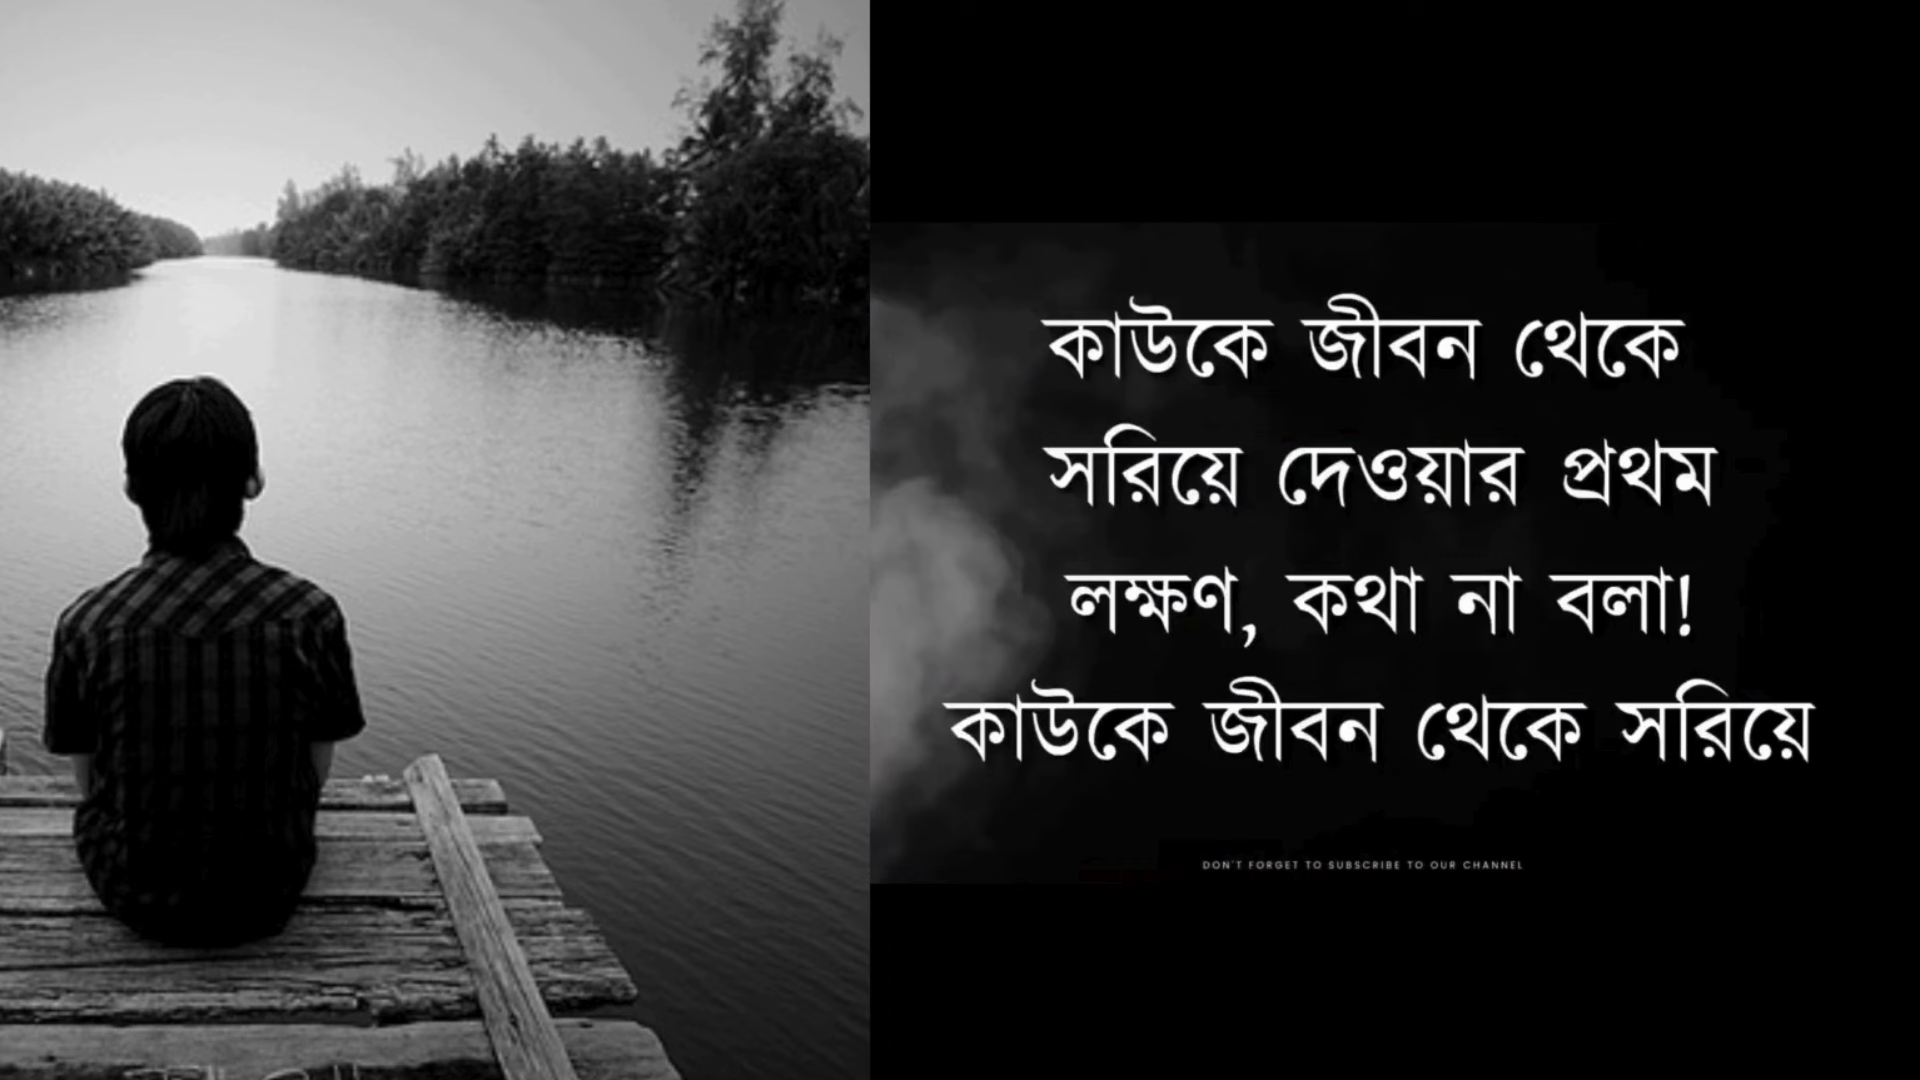 কাউকে জীবন থেকে
সরিয়ে দেওয়ার প্রথম
লক্ষণ, কথা না বলা!
কাউকে জীবন থেকে সরিয়ে
DON'T FORGET TO SUBSCRIBE TO OUR CHANNEL